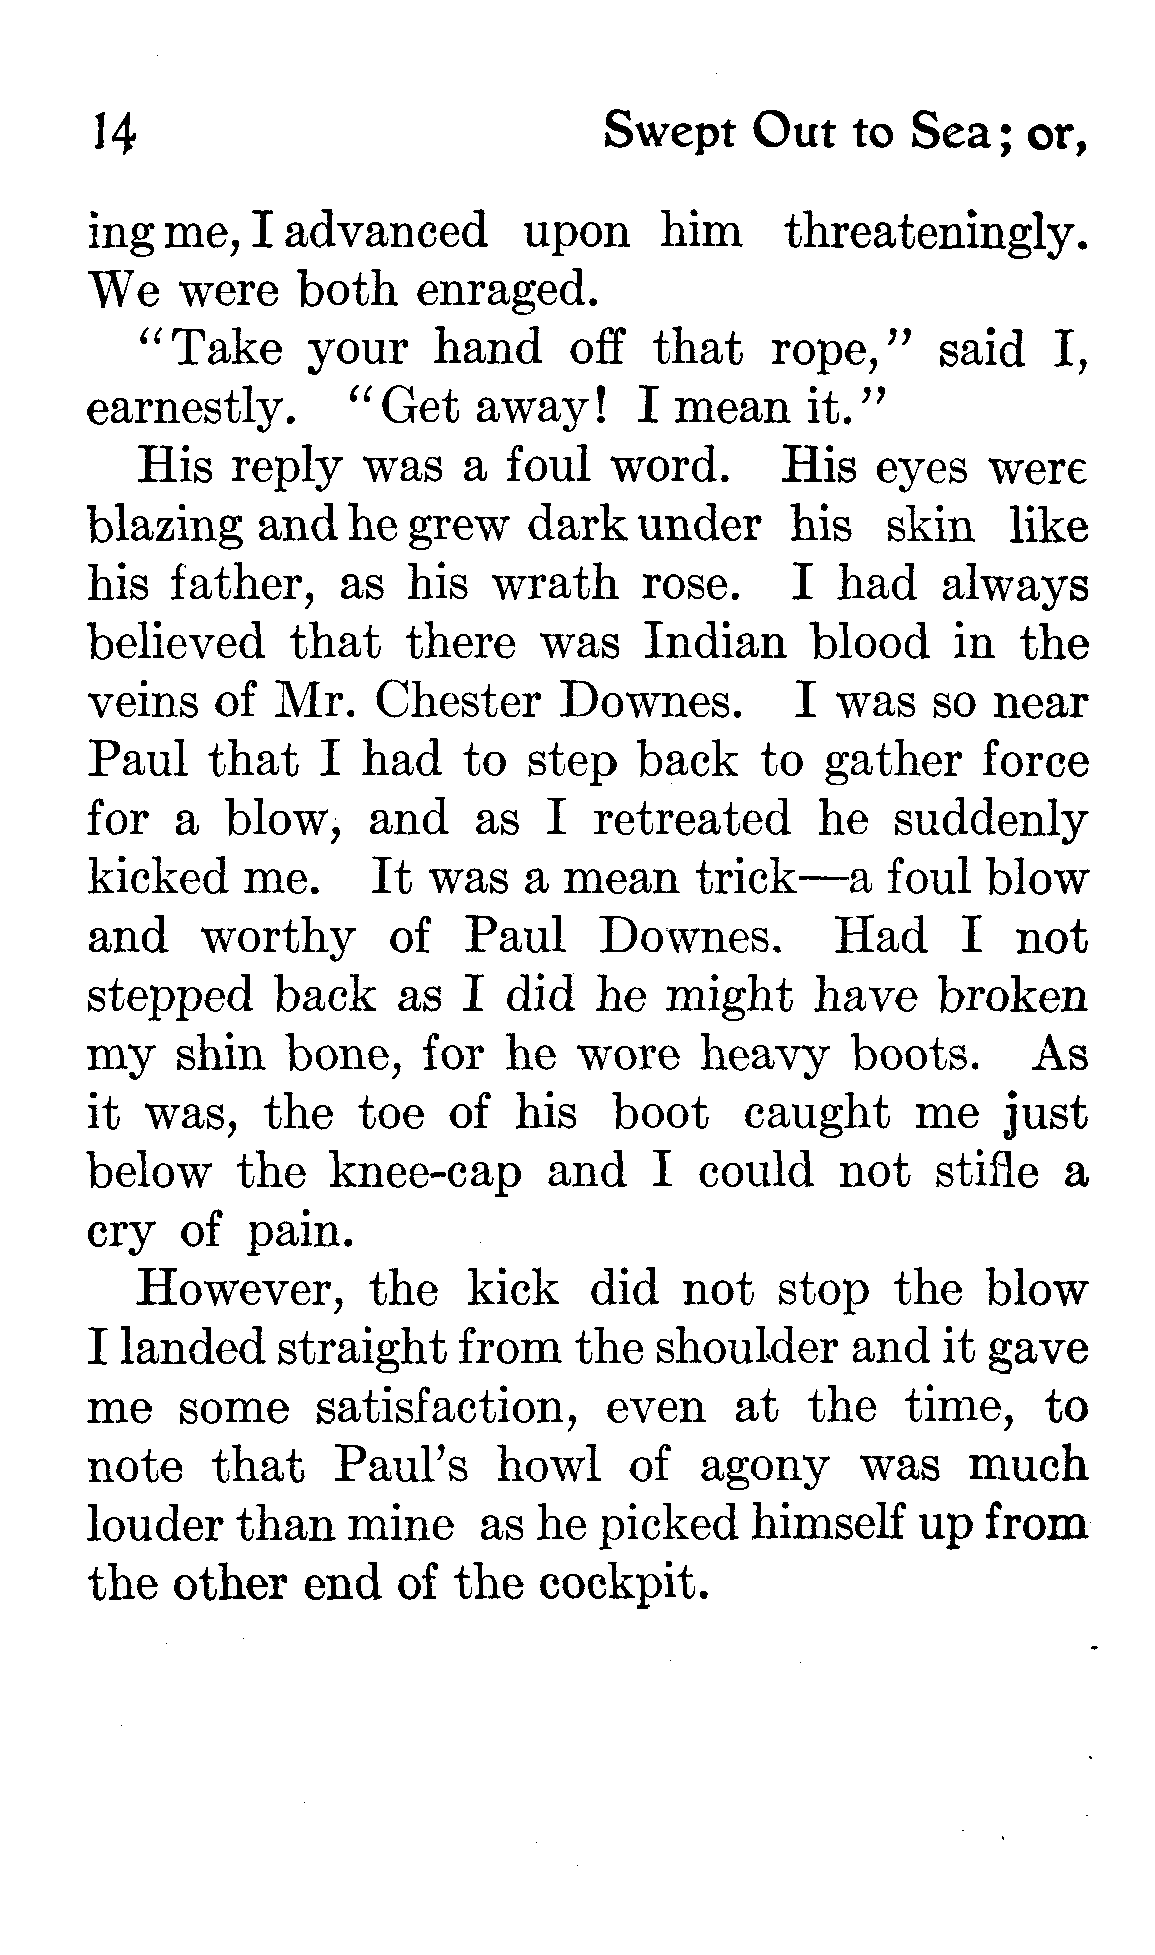 14 Swept Out to Sea; or,
ing me, I advanced upon him threateningly.
We were both enraged.
"Take your hand off that rope," said I,
earnestly. "Get away! I mean it."
His reply was a foul word. His eyes were
blazing and he grew dark under his skin like
his father, as his wrath rose. I had always
believed that there was Indian blood in the
veins of Mr. Chester Downes. I was so near
Paul that I had to step back to gather force
for a blow, and as I retreated he suddenly
kicked me. It was a mean trick—a foul blow
and worthy of Paul Downes. Had I not
stepped back as I did he might have broken
my shin bone, for he wore heavy boots. As
it was, the toe of his boot caught me just
below the knee-cap and I could not stifle a
cry of pain.
However, the kick did not stop the blow
I landed straight from the shoulder and it gave
me some satisfaction, even at the time, to
note that Paul's howl of agony was much
louder than mine as he picked himself up from
the other end of the cockpit.